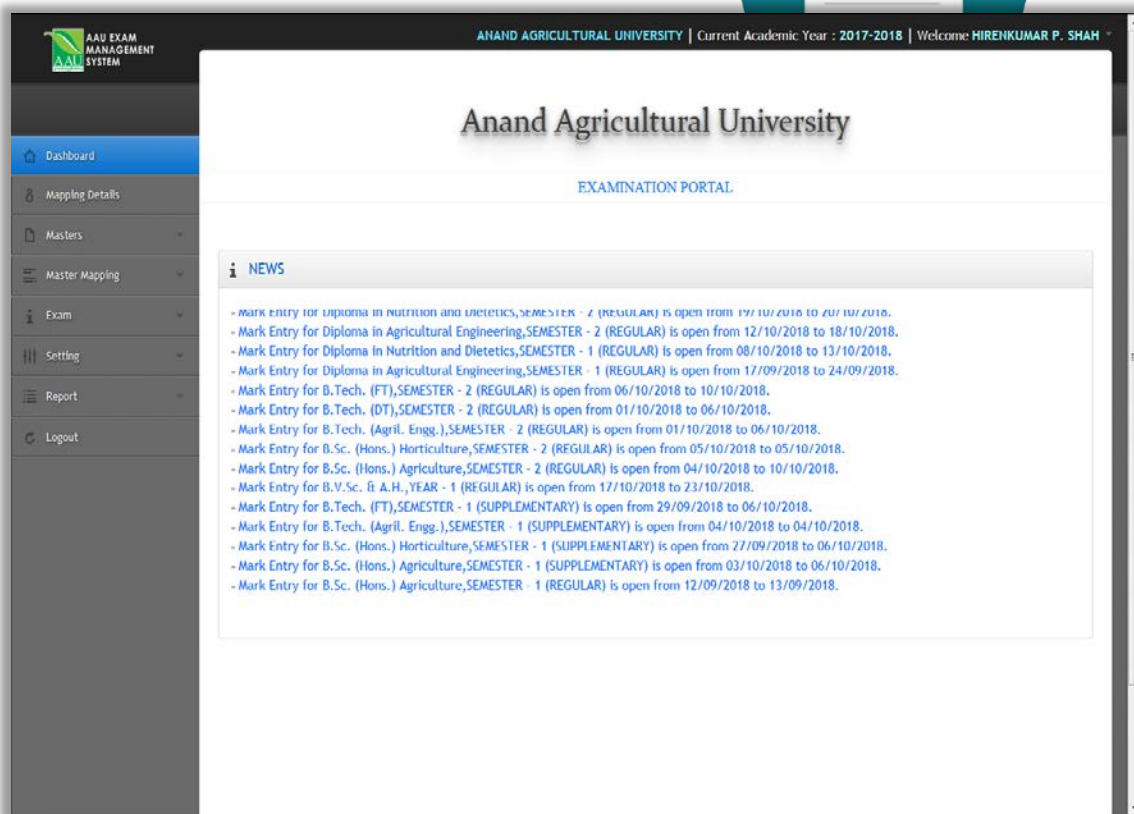 AAU EXAM
MANAGEMENT
SYSTEM
AAU
ANAND AGRICULTURAL UNIVERSITY | Current Academic Year : 2017-2018 | Welcome HIRENKUMAR P. SHAH
Anand Agricultural University
EXAMINATION PORTAL
Dashboard
Mapping Details
Masters
Master Mapping
Exam
Setting
Report
Logout
i NEWS
- Mark Entry for Diploma in Nutrition and Dietetics,SEMESTER - 2 (REGULAR) is open from 19/10/2018 to 20/10/2018.
- Mark Entry for Diploma in Agricultural Engineering,SEMESTER - 2 (REGULAR) is open from 12/10/2018 to 18/10/2018.
- Mark Entry for Diploma in Nutrition and Dietetics,SEMESTER - 1 (REGULAR) is open from 08/10/2018 to 13/10/2018.
- Mark Entry for Diploma in Agricultural Engineering,SEMESTER - 1 (REGULAR) is open from 17/09/2018 to 24/09/2018.
- Mark Entry for B.Tech. (FT),SEMESTER - 2 (REGULAR) is open from 06/10/2018 to 10/10/2018.
- Mark Entry for B.Tech. (DT),SEMESTER - 2 (REGULAR) is open from 01/10/2018 to 06/10/2018.
- Mark Entry for B.Tech. (Agril. Engg.),SEMESTER - 2 (REGULAR) is open from 01/10/2018 to 06/10/2018.
- Mark Entry for B.Sc. (Hons.) Horticulture,SEMESTER - 2 (REGULAR) is open from 05/10/2018 to 05/10/2018.
- Mark Entry for B.Sc. (Hons.) Agriculture,SEMESTER - 2 (REGULAR) is open from 04/10/2018 to 10/10/2018.
- Mark Entry for B.V.Sc. & A.H.,YEAR - 1 (REGULAR) is open from 17/10/2018 to 23/10/2018.
- Mark Entry for B.Tech. (FT),SEMESTER - 1 (SUPPLEMENTARY) is open from 29/09/2018 to 06/10/2018.
- Mark Entry for B.Tech. (Agril. Engg.),SEMESTER - 1 (SUPPLEMENTARY) is open from 04/10/2018 to 04/10/2018.
- Mark Entry for B.Sc. (Hons.) Horticulture,SEMESTER - 1 (SUPPLEMENTARY) is open from 27/09/2018 to 06/10/2018.
- Mark Entry for B.Sc. (Hons.) Agriculture,SEMESTER - 1 (SUPPLEMENTARY) is open from 03/10/2018 to 06/10/2018.
- Mark Entry for B.Sc. (Hons.) Agriculture,SEMESTER - 1 (REGULAR) is open from 12/09/2018 to 13/09/2018.